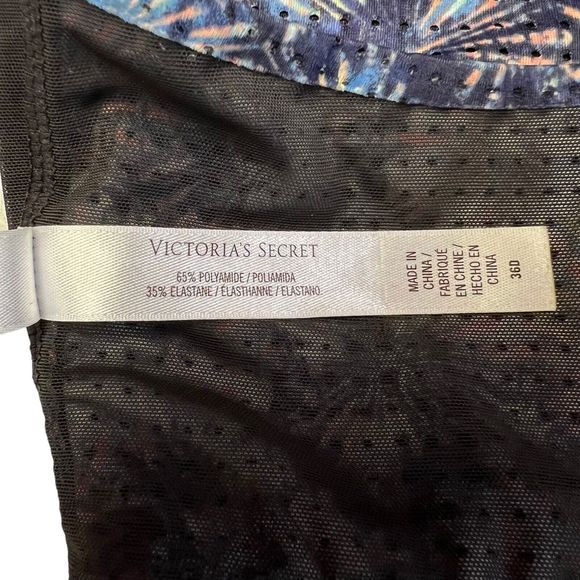 VICTORIA'S SECRET
65% POLYAMIDE / POLIAMIDA
35% ELASTANE / ÉLASTHANNE / ELASTANO
MADE IN
CHINA /
FABRIQUÉ
EN CHINE /
HECHO EN
CHINA
36D